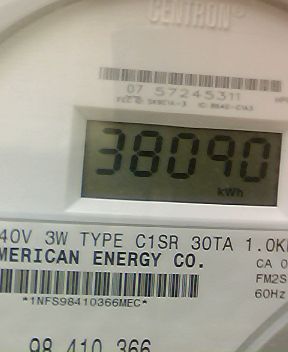 CENTRON®
07 57245311
38090
kWh
40V 3W TYPE C1SR 30TA 1.0K
MERICAN ENERGY CO.
CA 0
FM2S
60Hz
*1NFS98410366MEC*
98 410 366